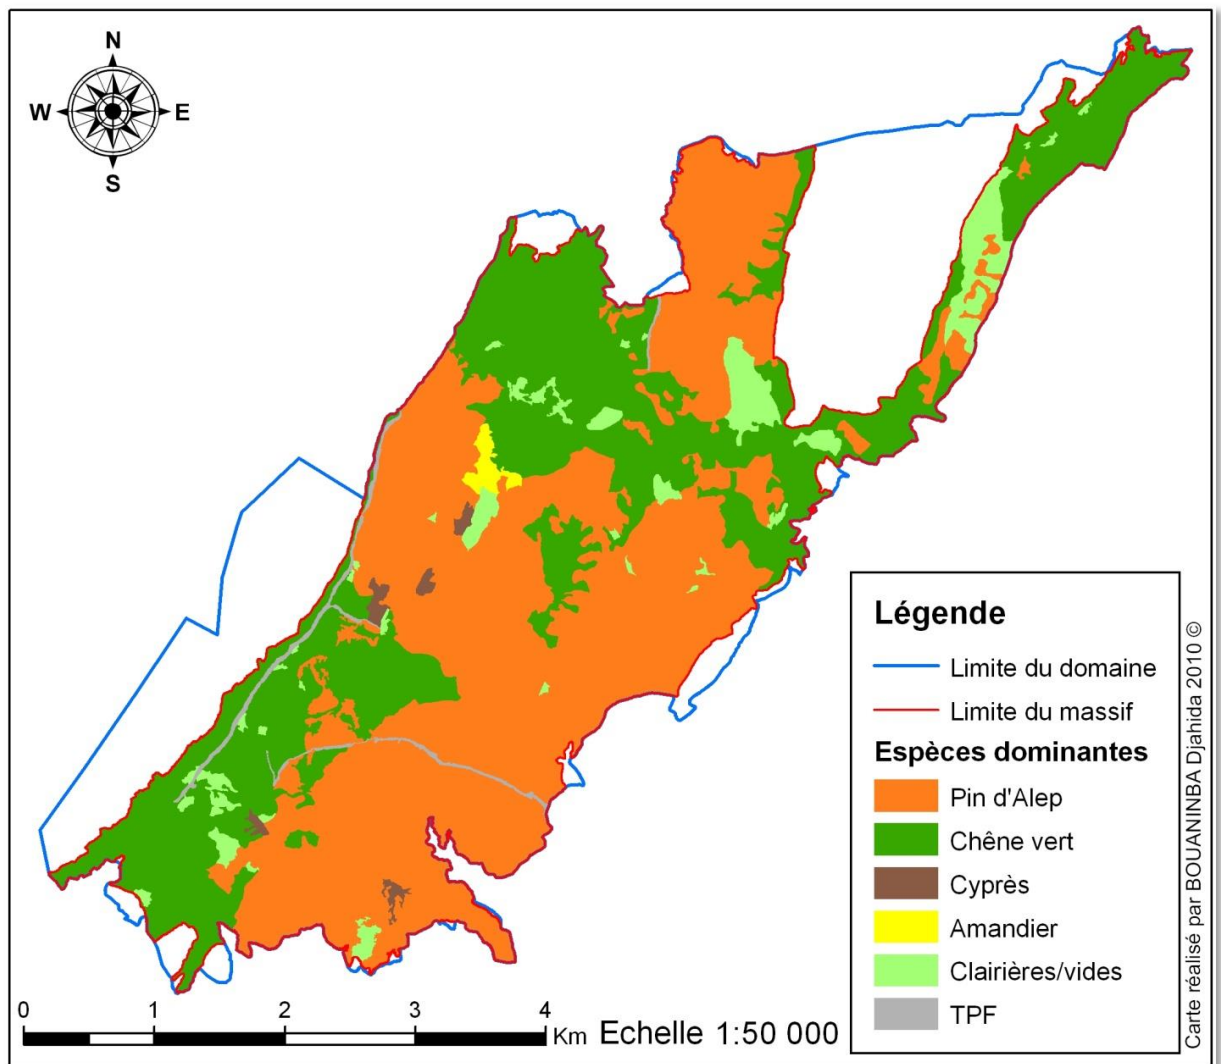 N
W E
S
Légende
Limite du domaine
Limite du massif
Espèces dominantes
Pin d'Alep
Chêne vert
Cyprès
Amandier
Clairières/vides
TPF
0 1 2 3 4
Km Echelle 1:50 000
Carte réalisé par BOUANINBA Djahida 2010 ©